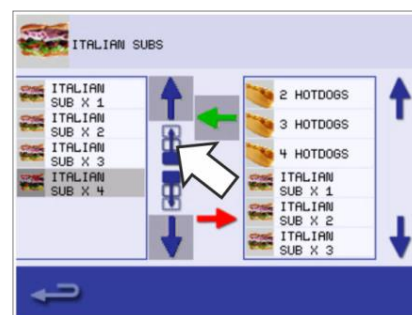 ITALIAN SUBS
ITALIAN
SUB X 1
ITALIAN
SUB X 2
ITALIAN
SUB X 3
ITALIAN
SUB X 4
2 HOTDOGS
3 HOTDOGS
4 HOTDOGS
ITALIAN
SUB X 1
ITALIAN
SUB X 2
ITALIAN
SUB X 3